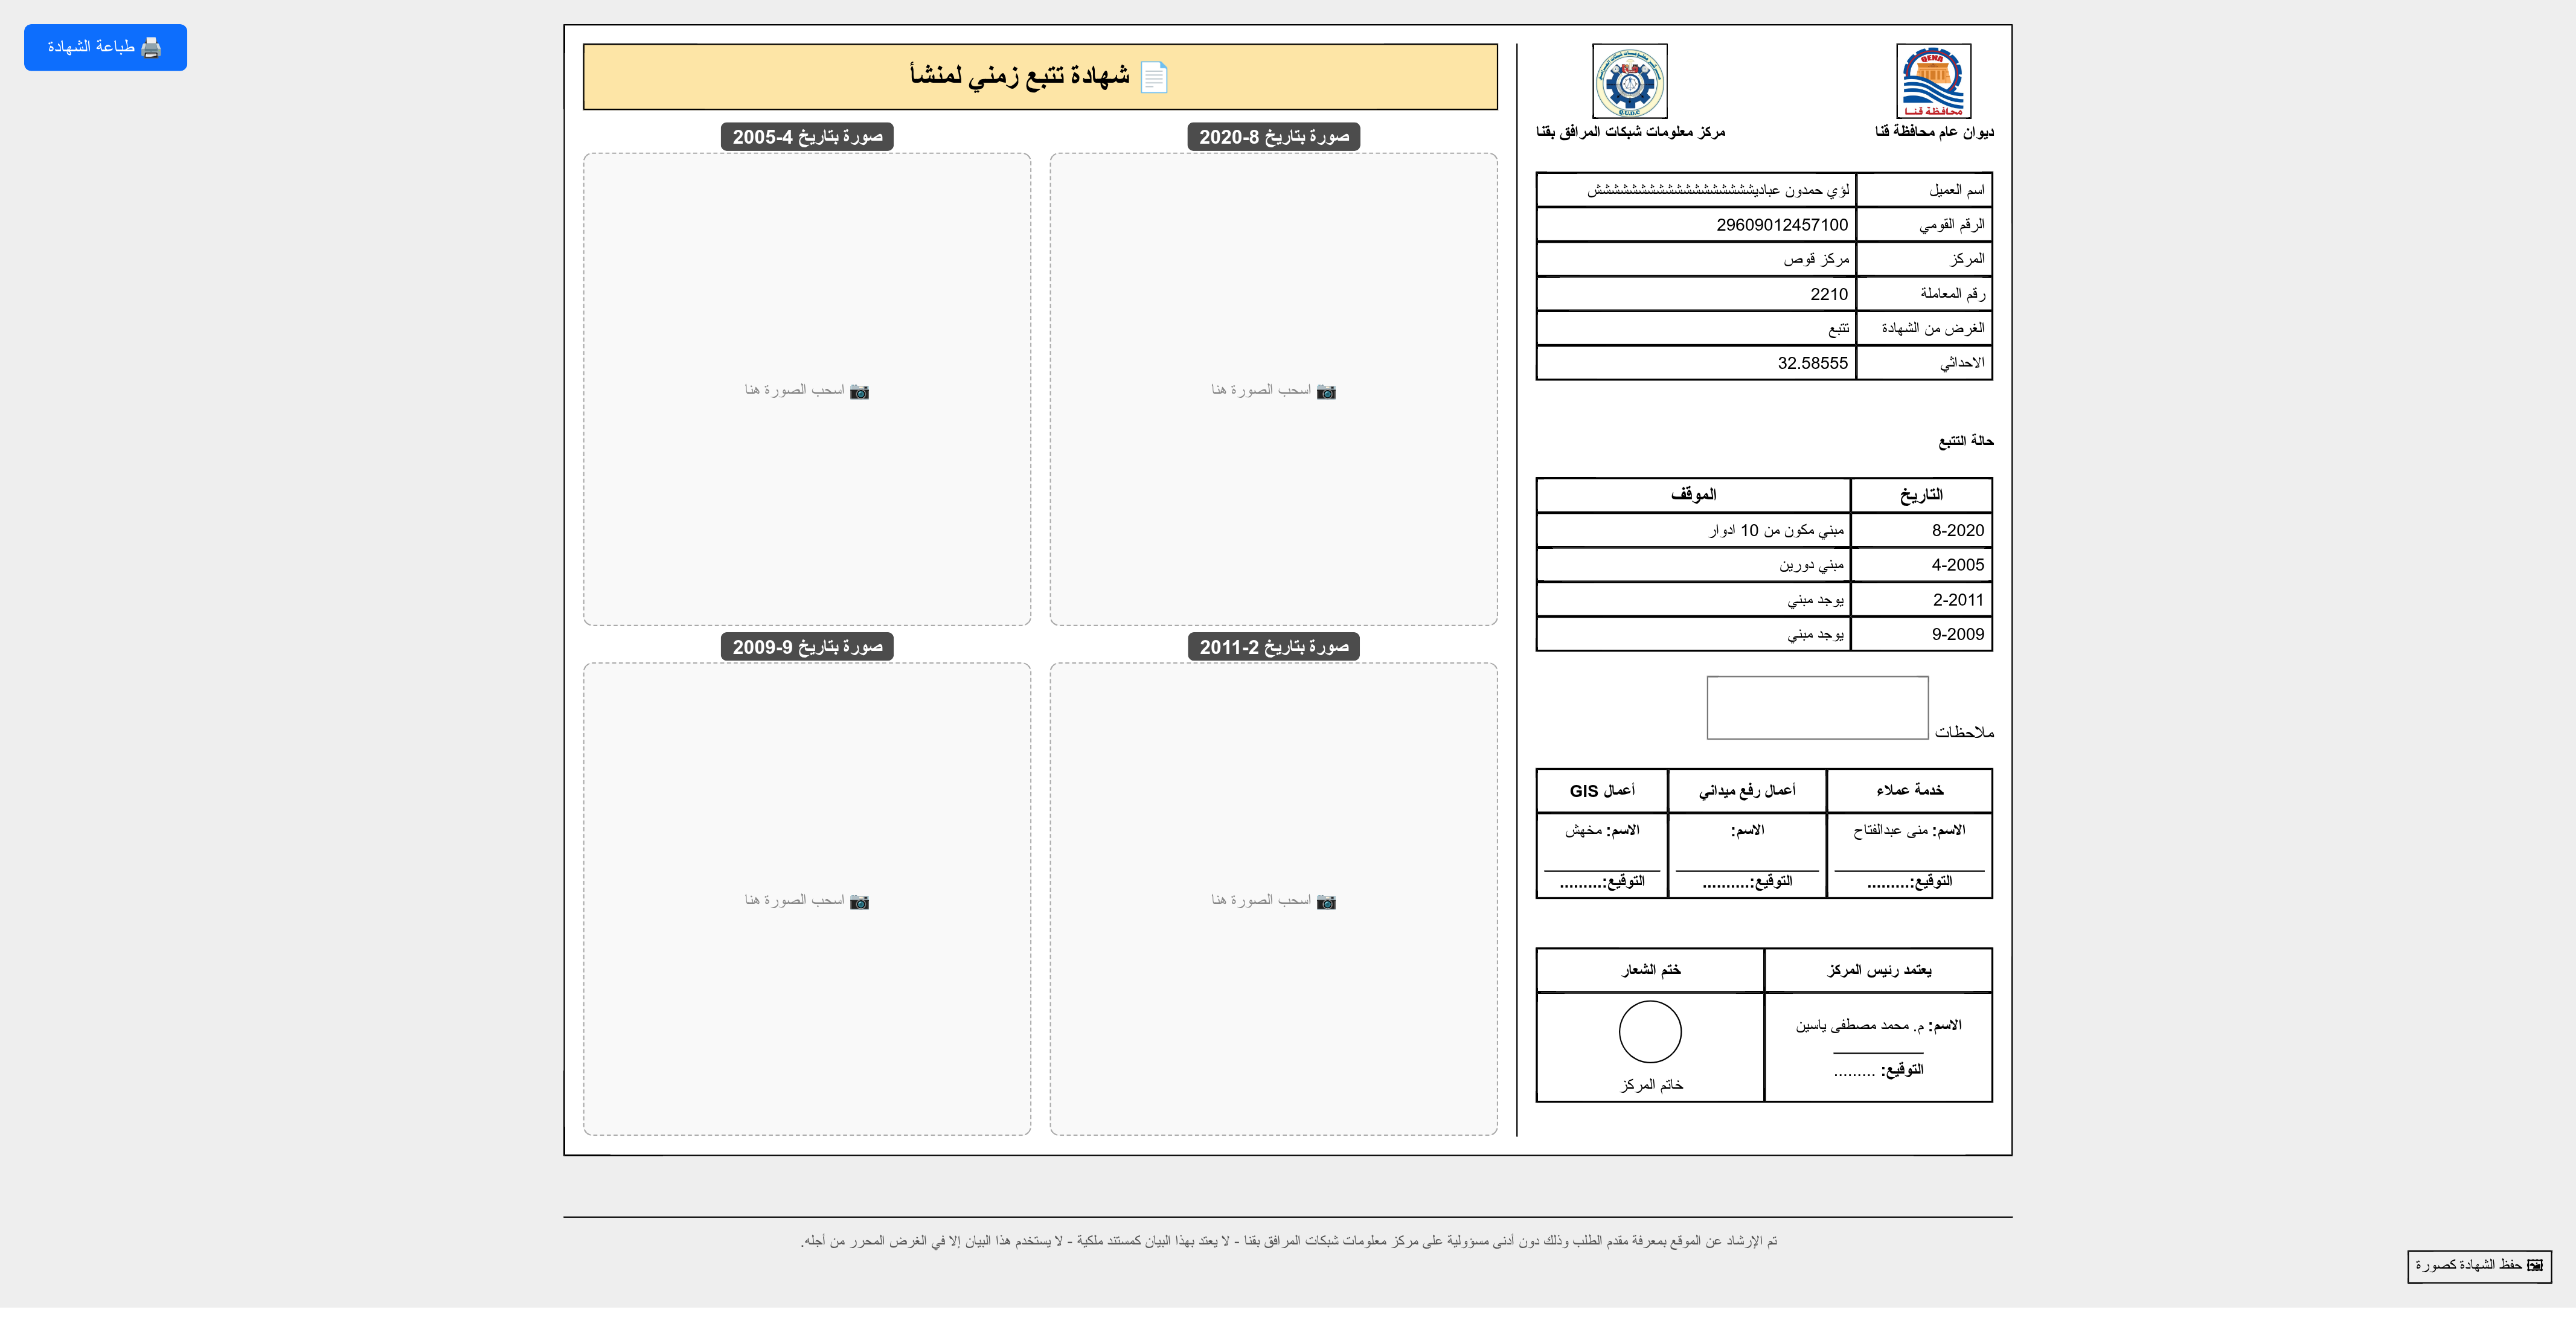 🖨️ طباعة الشهادة
QENA
محافظة قنا
ديوان عام محافظة قنا
Q.U.D.C
مركز معلومات شبكات المرافق بقنا
اسم العميل لؤي حمدون عباديشششششششششششششششششش
الرقم القومي 29609012457100
المركز مركز قوص
رقم المعاملة 2210
الغرض من الشهادة تتبع
الاحداثي 32.58555
حالة التتبع
التاريخ الموقف
8-2020 مبني مكون من 10 ادوار
4-2005 مبني دورين
2-2011 يوجد مبني
9-2009 يوجد مبني
ملاحظات
خدمة عملاء أعمال رفع ميداني أعمال GIS
الاسم: منى عبدالفتاح الاسم: الاسم: مخهش
التوقيع:......... التوقيع:.......... التوقيع:.........
يعتمد رئيس المركز ختم الشعار
الاسم: م. محمد مصطفى ياسين
التوقيع: .........
خاتم المركز
📄 شهادة تتبع زمني لمنشأ
صورة بتاريخ 8-2020
📷 اسحب الصورة هنا
صورة بتاريخ 4-2005
📷 اسحب الصورة هنا
صورة بتاريخ 2-2011
📷 اسحب الصورة هنا
صورة بتاريخ 9-2009
📷 اسحب الصورة هنا
تم الإرشاد عن الموقع بمعرفة مقدم الطلب وذلك دون أدنى مسؤولية على مركز معلومات شبكات المرافق بقنا - لا يعتد بهذا البيان كمستند ملكية - لا يستخدم هذا البيان إلا في الغرض المحرر من أجله.
🖼 حفظ الشهادة كصورة